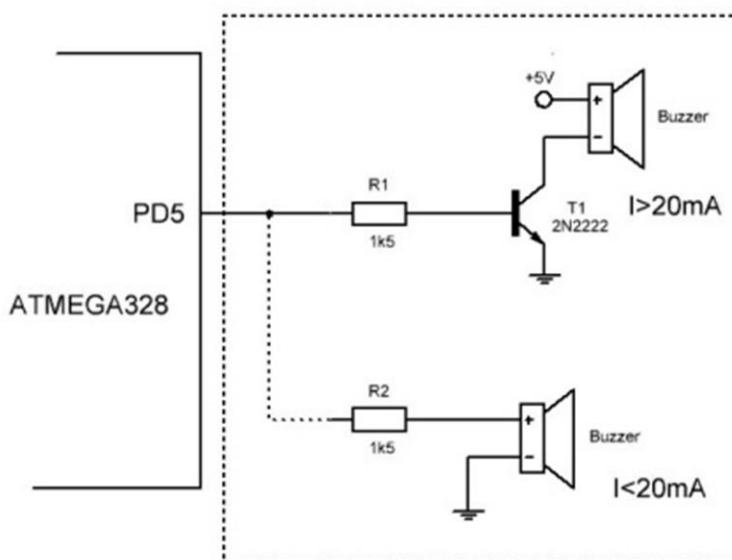 +5V
+
-
Buzzer
R1
PD5
1k5
T1
2N2222
I>20mA
ATMEGA328
R2
1k5
+
-
Buzzer
I<20mA